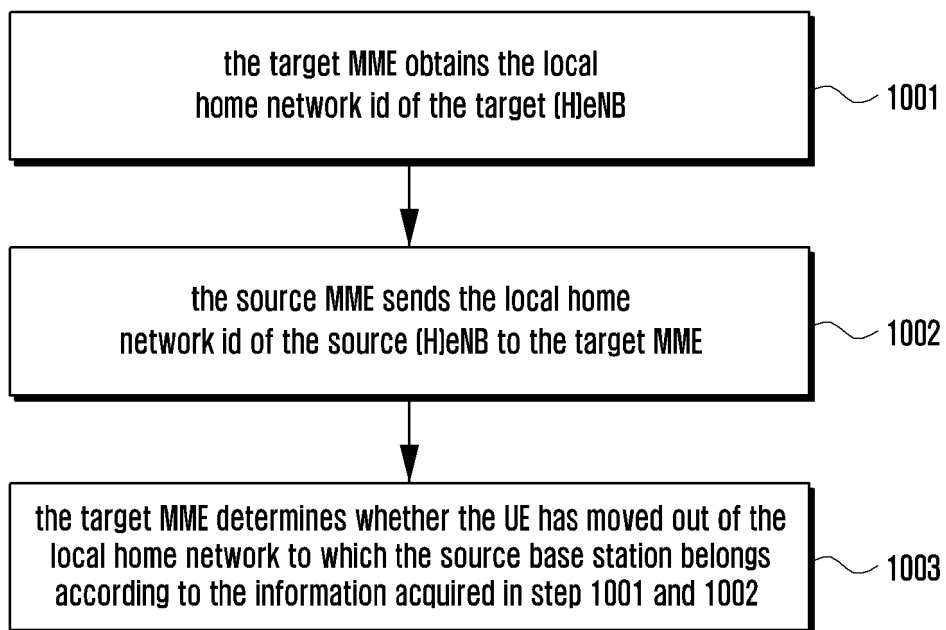 the target MME obtains the local
home network id of the target (H)eNB
1001
the source MME sends the local home
network id of the source (H)eNB to the target MME
1002
the target MME determines whether the UE has moved out of the
local home network to which the source base station belongs
according to the information acquired in step 1001 and 1002
1003